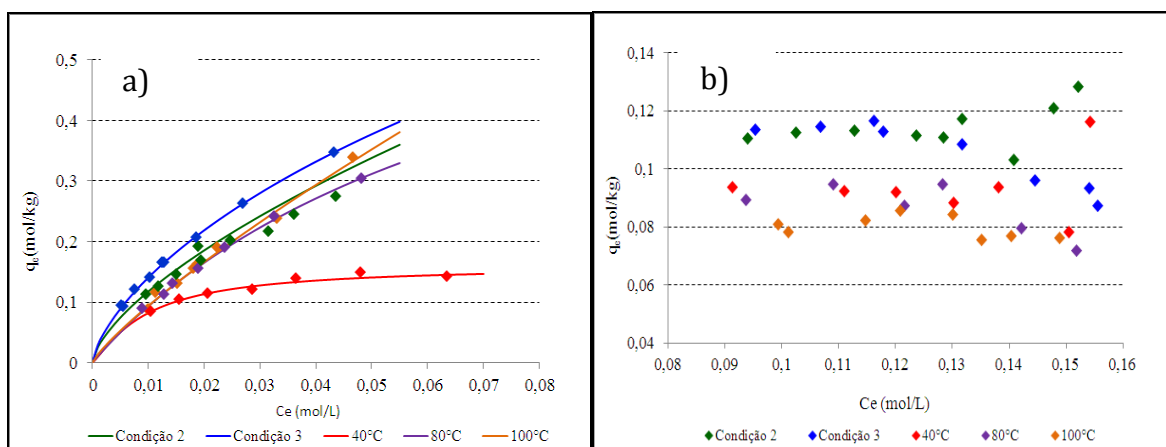 a)
0,5
0,4
0,3
0,2
0,1
0
qₑ(mol/kg)
0 0,01 0,02 0,03 0,04 0,05 0,06 0,07 0,08
Ce (mol/L)
Condição 2 Condição 3 40°C 80°C 100°C
b)
0,14
0,12
0,1
0,08
0,06
0,04
qₑ(mol/kg)
0,08 0,09 0,1 0,11 0,12 0,13 0,14 0,15 0,16
Ce (mol/L)
Condição 2 Condição 3 40°C 80°C 100°C